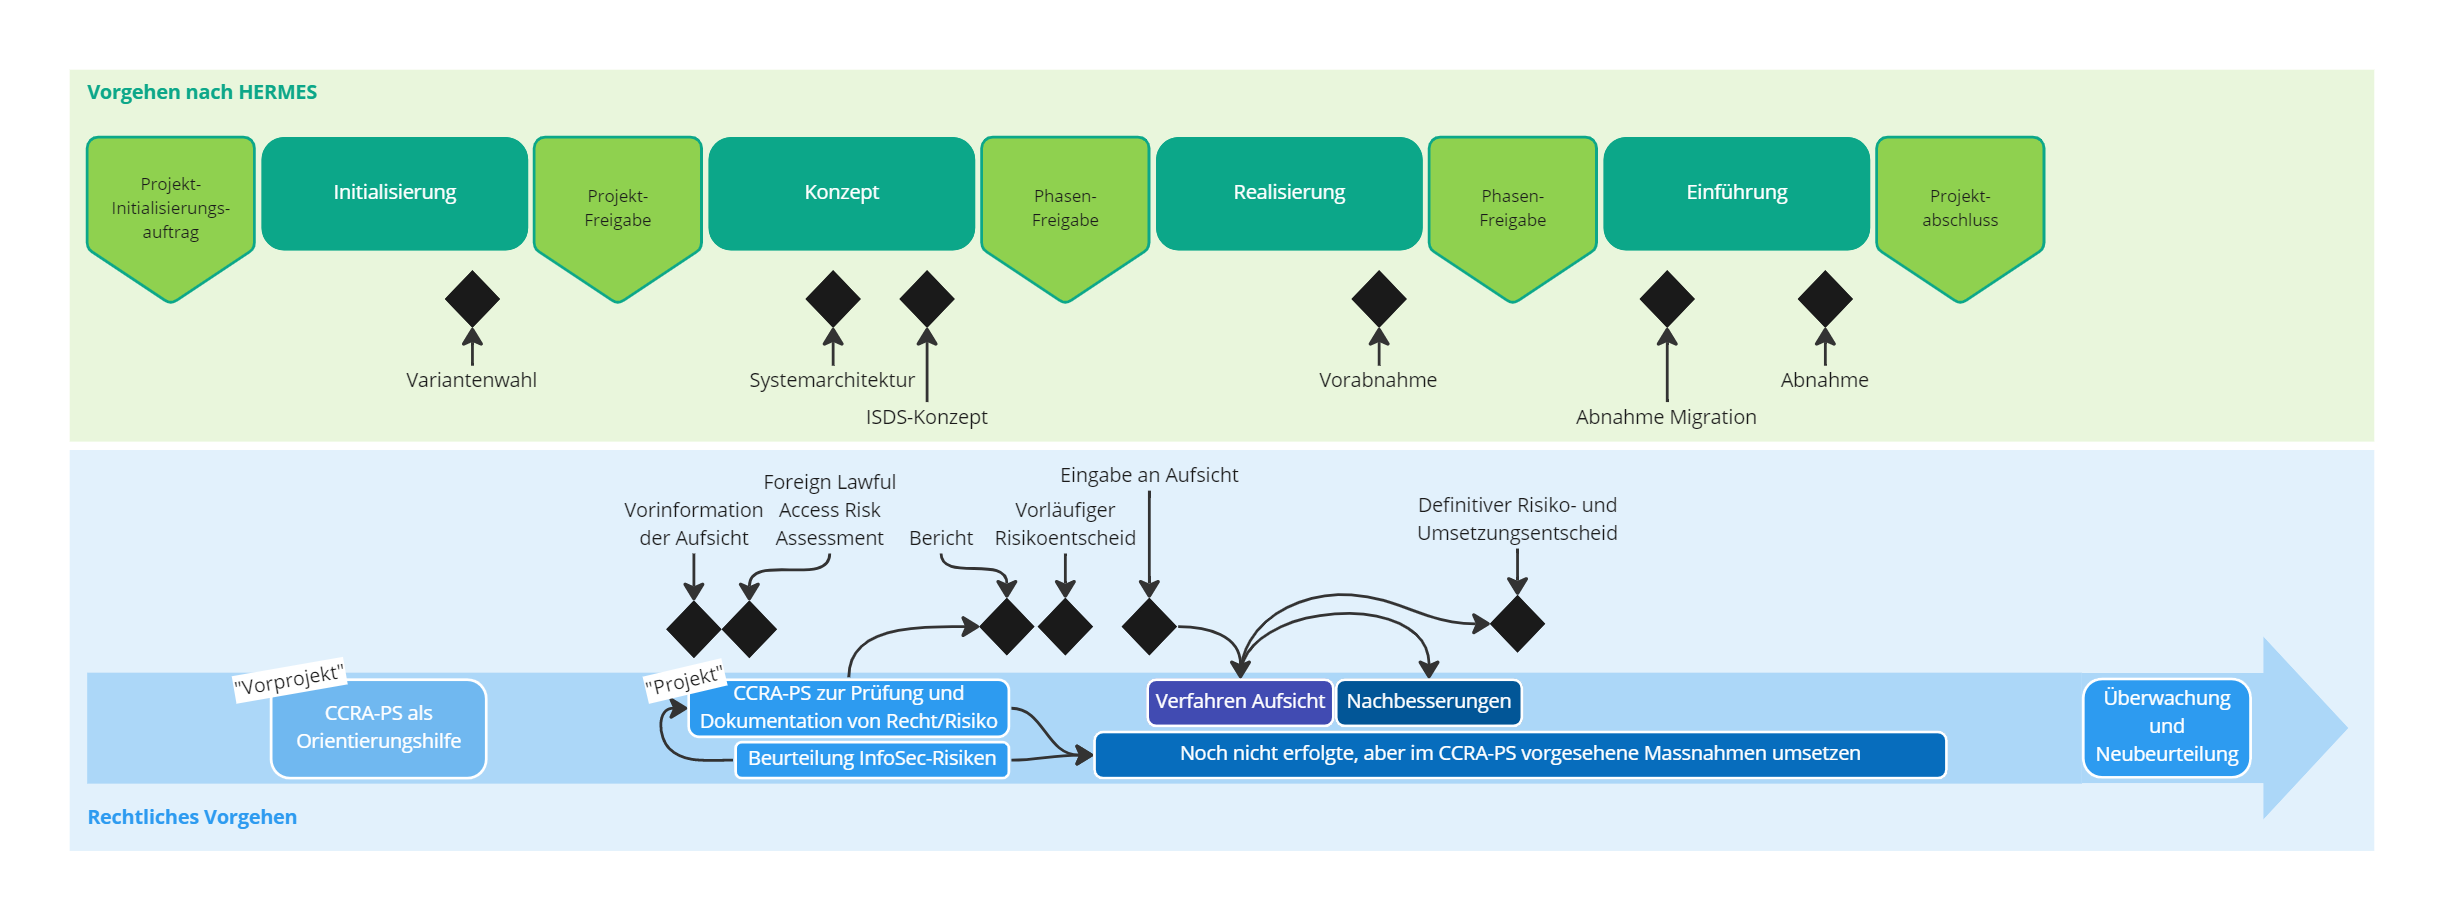 Vorgehen nach HERMES
Projekt-
Initialisierungs-
auftrag
Initialisierung
Projekt-
Freigabe
Konzept
Phasen-
Freigabe
Realisierung
Phasen-
Freigabe
Einführung
Projekt-
abschluss
Variantenwahl
Systemarchitektur
ISDS-Konzept
Vorabnahme
Abnahme Migration
Abnahme
Vorinformation
der Aufsicht
Foreign Lawful
Access Risk
Assessment
Bericht
Vorläufiger
Risikoentscheid
Eingabe an Aufsicht
Definitiver Risiko- und
Umsetzungsentscheid
"Vorprojekt"
CCRA-PS als
Orientierungshilfe
"Projekt"
CCRA-PS zur Prüfung und
Dokumentation von Recht/Risiko
Beurteilung InfoSec-Risiken
Verfahren Aufsicht
Nachbesserungen
Noch nicht erfolgte, aber im CCRA-PS vorgesehene Massnahmen umsetzen
Überwachung
und
Neubeurteilung
Rechtliches Vorgehen